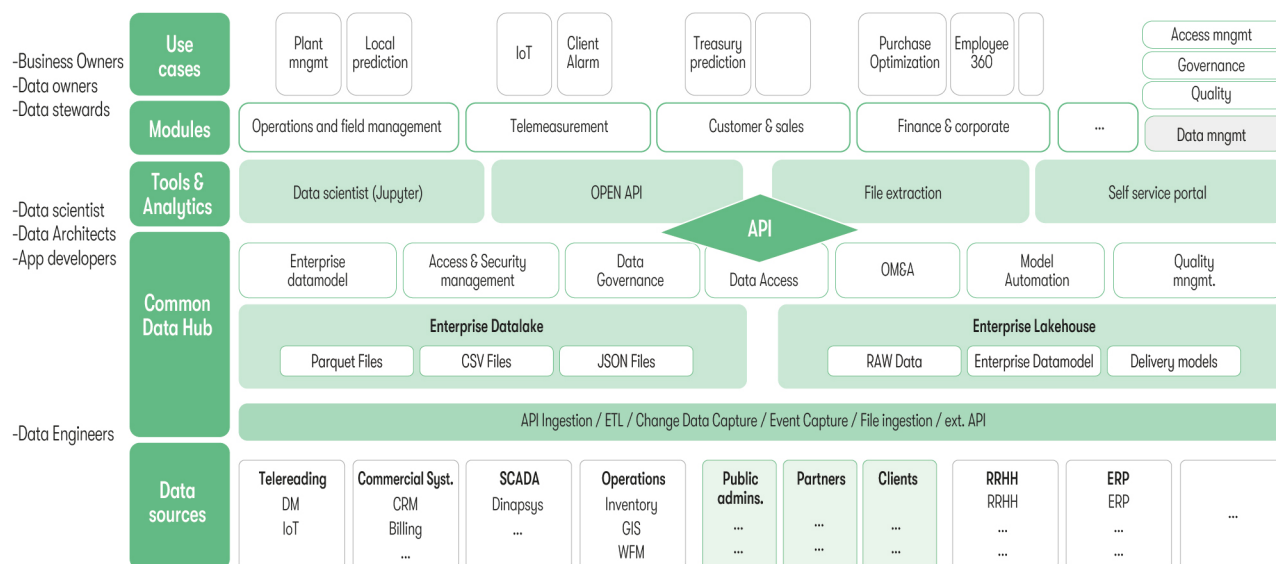 Use
cases
Plant
mngmt
Local
prediction
IoT
Client
Alarm
Treasury
prediction
Purchase
Optimization
Employee
360
Access mngmt
Governance
Quality
Data mngmt
-Business Owners
-Data owners
-Data stewards
Modules
Operations and field management
Telemeasurement
Customer & sales
Finance & corporate
...
Tools &
Analytics
Data scientist (Jupyter)
OPEN API
File extraction
Self service portal
API
-Data scientist
-Data Architects
-App developers
Common
Data Hub
Enterprise
datamodel
Access & Security
management
Data
Governance
Data Access
OM&A
Model
Automation
Quality
mngmt.
Enterprise Datalake
Parquet Files
CSV Files
JSON Files
Enterprise Lakehouse
RAW Data
Enterprise Datamodel
Delivery models
API Ingestion / ETL / Change Data Capture / Event Capture / File ingestion / ext. API
-Data Engineers
Data
sources
Telereading
DM
IoT
Commercial Syst.
CRM
Billing
...
SCADA
Dinapsys
...
Operations
Inventory
GIS
WFM
Public
admins.
...
...
Partners
...
...
Clients
...
...
RRHH
RRHH
...
...
ERP
ERP
...
...
...